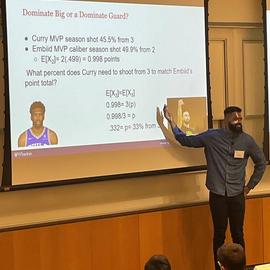 Dominate Big or a Dominate Guard?
● Curry MVP season shot 45.5% from 3
● Embiid MVP caliber season shot 49.9% from 2
○ E[X₂]= 2(.499) = 0.998 points
What percent does Curry need to shoot from 3 to match Embiid's
point total?
E[X₂]=E[X₃]
0.998= 3(p)
0.998/3 = p
.332= p= 33% from